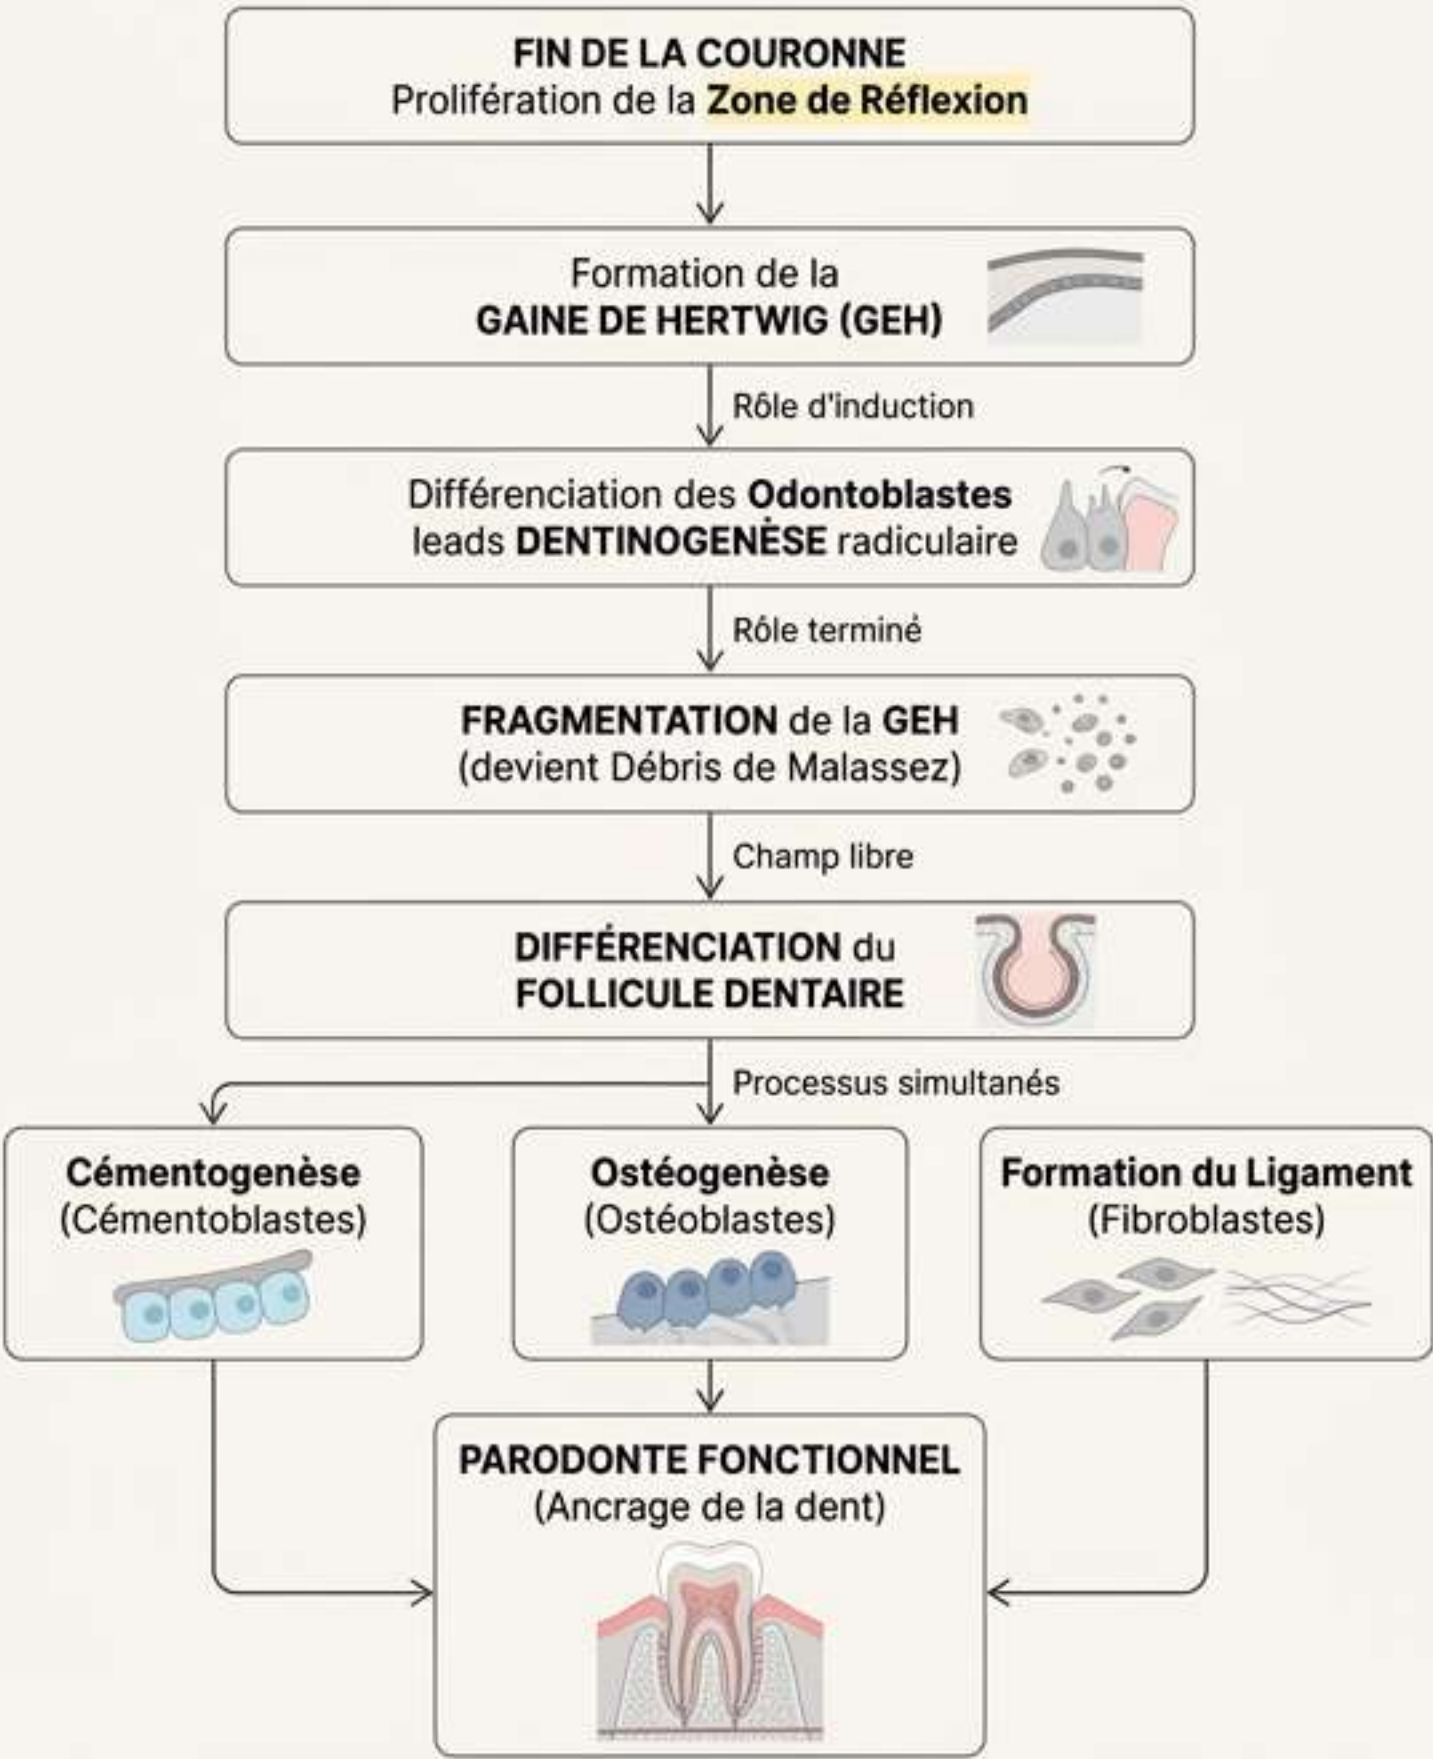 FIN DE LA COURONNE
Prolifération de la Zone de Réflexion
Formation de la
GAINE DE HERTWIG (GEH)
Rôle d'induction
Différenciation des Odontoblastes
leads DENTINOGENÈSE radiculaire
Rôle terminé
FRAGMENTATION de la GEH
(devient Débris de Malassez)
Champ libre
DIFFÉRENCIATION du
FOLLICULE DENTAIRE
Processus simultanés
Cémentogenèse
(Cémentoblastes)
Ostéogenèse
(Ostéoblastes)
Formation du Ligament
(Fibroblastes)
PARODONTE FONCTIONNEL
(Ancrage de la dent)